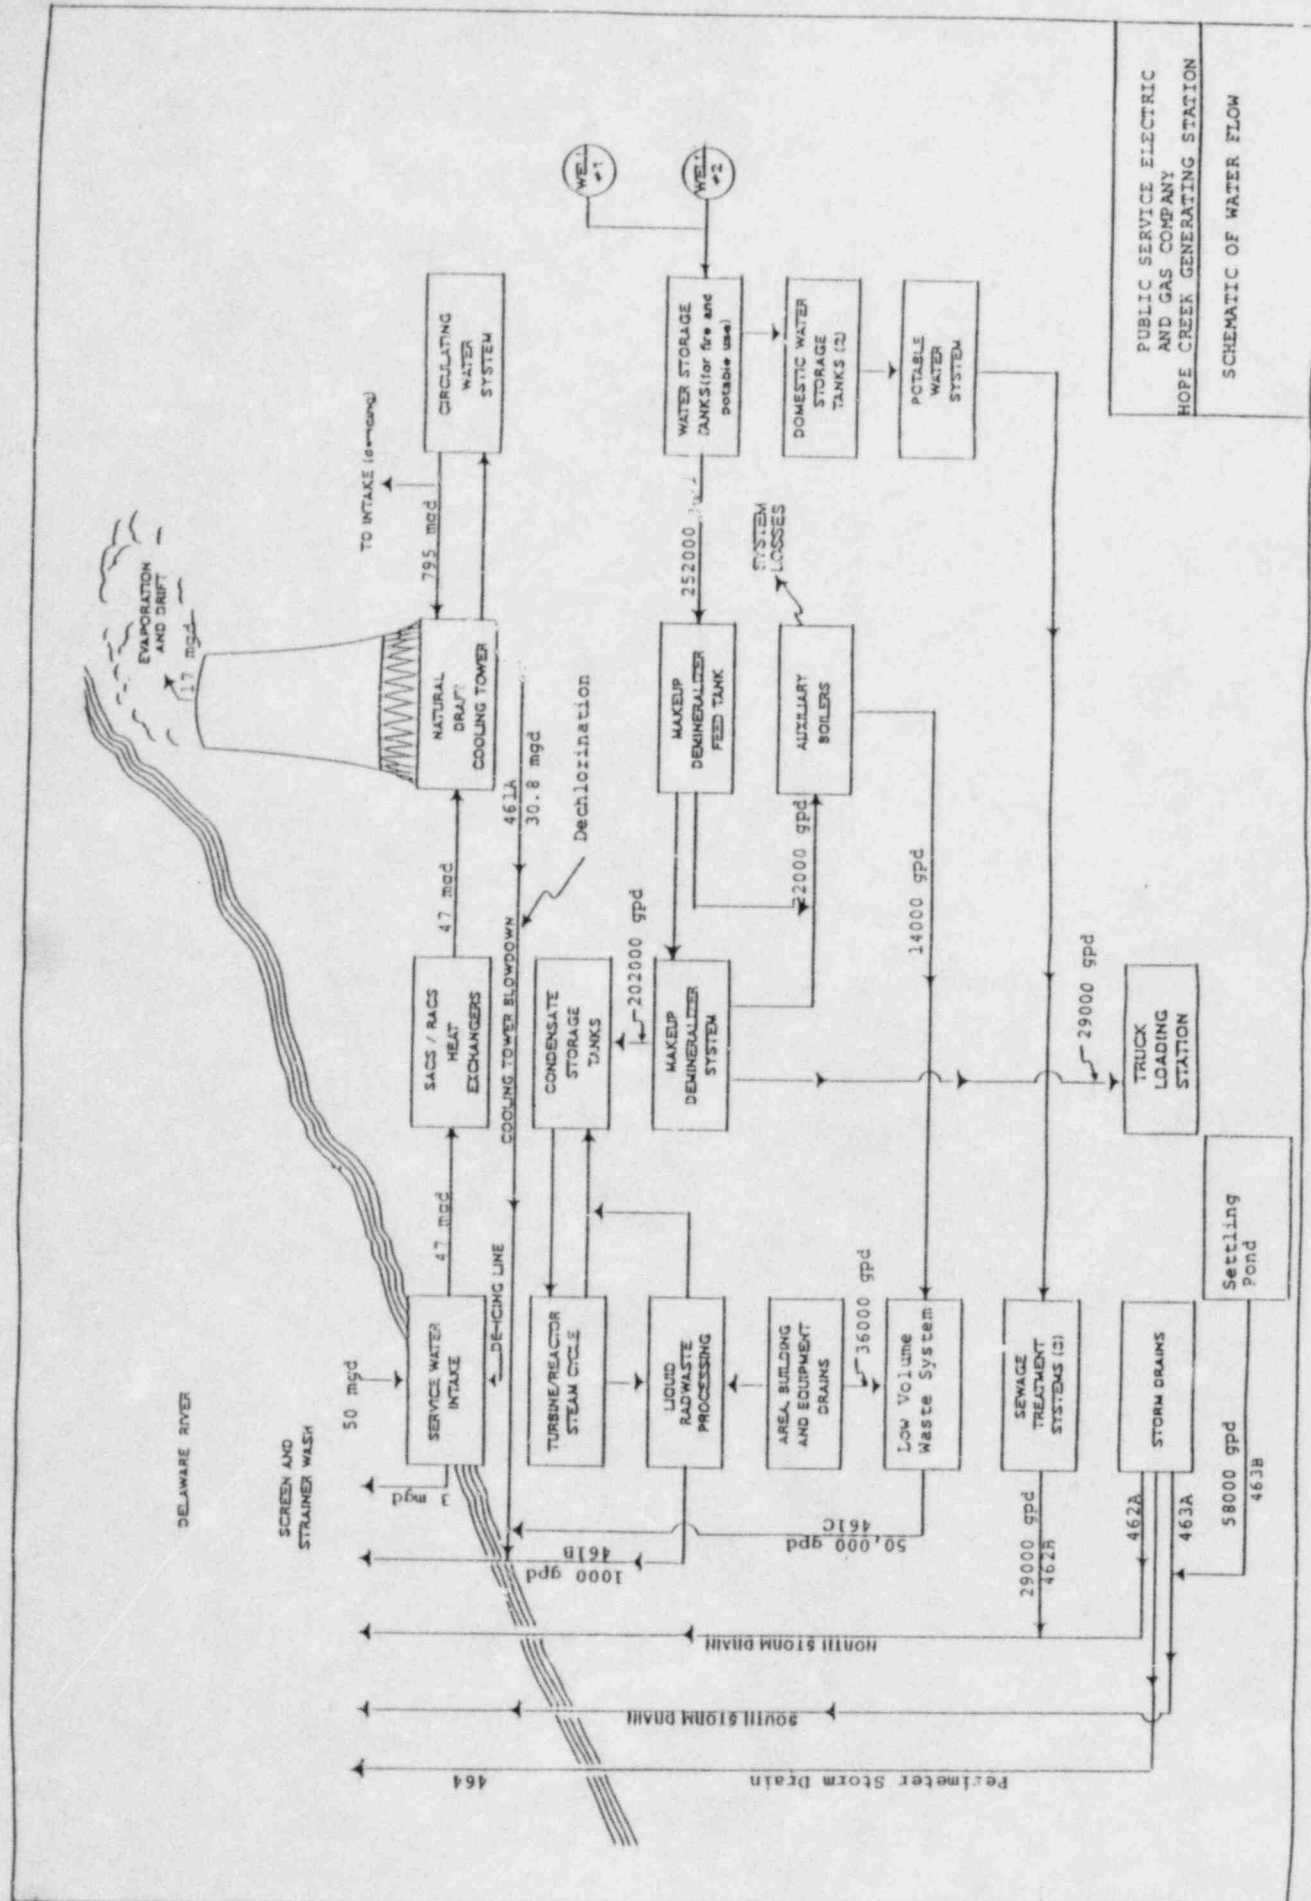 DELAWARE RIVER
SCREEN AND
STRAINER WASH
50 mgd
3 mgd
SERVICE WATER
INTAKE
DE-ICING LINE
47 mgd
SACS / RACS
HEAT
EXCHANGERS
47 mgd
EVAPORATION
AND DRIFT
17 mgd
NATURAL
DRAFT
COOLING TOWER
TO INTAKE
795 mgd
CIRCULATING
WATER
SYSTEM
COOLING TOWER BLOWDOWN
461A
30.8 mgd
Dechlorination
TURBINE/REACTOR
STEAM CYCLE
CONDENSATE
STORAGE
TANKS
202000 gpd
LIQUID
RADWASTE
PROCESSING
1000 gpd
461B
MAKEUP
DEMINERALIZER
SYSTEM
MAKEUP
DEMINERALIZER
FEED TANK
252000
WATER STORAGE
TANKS (for fire and
potable use)
WELL
#1
WELL
#2
AREA, BUILDING
AND EQUIPMENT
DRAINS
36000 gpd
22000 gpd
AUXILIARY
BOILERS
SYSTEM
LOSSES
DOMESTIC WATER
STORAGE
TANKS (2)
50,000 gpd
461C
Low Volume
Waste System
14000 gpd
POTABLE
WATER
SYSTEM
29000 gpd
SEWAGE
TREATMENT
SYSTEMS
NORTH STORM DRAIN
SOUTH STORM DRAIN
464
Perimeter Storm Drain
462A
463A
STORM DRAINS
TRUCK
LOADING
STATION
29000 gpd
58000 gpd
463B
Settling
Pond
PUBLIC SERVICE ELECTRIC
AND GAS COMPANY
HOPE CREEK GENERATING STATION
SCHEMATIC OF WATER FLOW